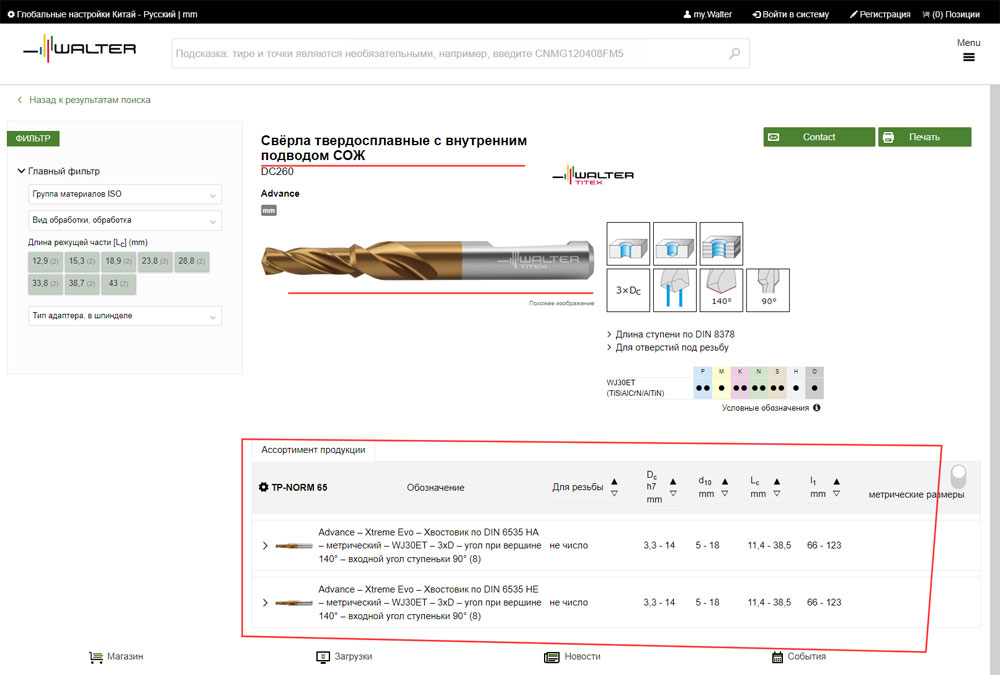 Глобальные настройки Китай - Русский | mm
my.Walter
Войти в систему
Регистрация
(0) Позиции
WALTER
Подсказка: тире и точки являются необязательными, например, введите CNMG120408FM5
Menu
Назад к результатам поиска
ФИЛЬТР
Главный фильтр
Группа материалов ISO
Вид обработки, обработка
Длина режущей части [Lc] (mm)
12,9 (2) 15,3 (2) 18,9 (2) 23,8 (2) 28,8 (2)
33,8 (2) 38,7 (2) 43 (2)
Тип адаптера, в шпинделе
Свёрла твердосплавные с внутренним
подводом СОЖ
DC260
Advance
mm
WALTER
TITEX
Contact
Печать
WALTER
TITEX
Похожее изображение
3×Dc
140°
90°
Длина ступени по DIN 8378
Для отверстий под резьбу
P M K N S H O
WJ30ET
(TiSiAlCrN/AlTiN)
Условные обозначения
Ассортимент продукции
TP-NORM 65
Обозначение
Для резьбы
Dc
h7
mm
d10
mm
Lc
mm
l1
mm
метрические размеры
Advance – Xtreme Evo – Хвостовик по DIN 6535 HA
– метрический – WJ30ET – 3xD – угол при вершине не число 3,3 - 14 5 - 18 11,4 - 38,5 66 - 123
140° – входной угол ступеньки 90° (8)
Advance – Xtreme Evo – Хвостовик по DIN 6535 HE
– метрический – WJ30ET – 3xD – угол при вершине не число 3,3 - 14 5 - 18 11,4 - 38,5 66 - 123
140° – входной угол ступеньки 90° (8)
Магазин
Загрузки
Новости
События